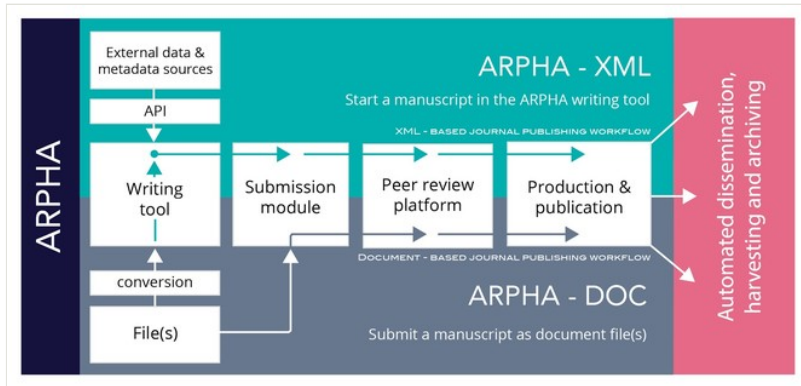 ARPHA
External data &
metadata sources
API
ARPHA - XML
Start a manuscript in the ARPHA writing tool
XML - BASED JOURNAL PUBLISHING WORKFLOW
Writing
tool
Submission
module
Peer review
platform
Production &
publication
DOCUMENT - BASED JOURNAL PUBLISHING WORKFLOW
conversion
File(s)
ARPHA - DOC
Submit a manuscript as document file(s)
Automated dissemination,
harvesting and archiving